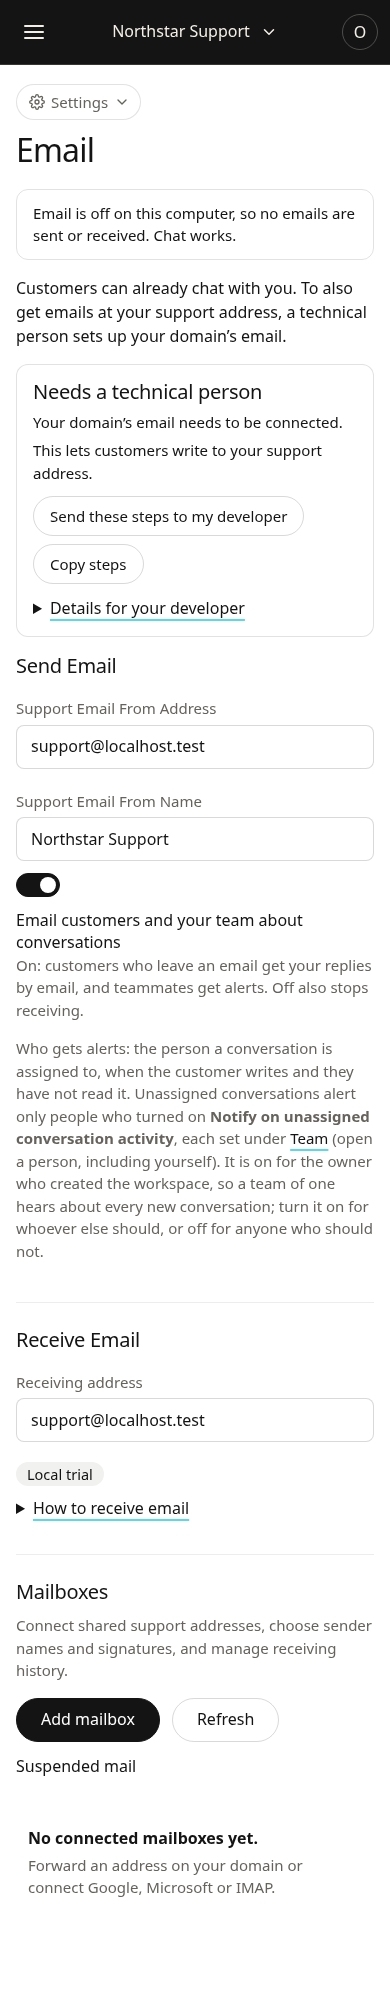 Northstar Support
O
Settings
Email
Email is off on this computer, so no emails are
sent or received. Chat works.
Customers can already chat with you. To also
get emails at your support address, a technical
person sets up your domain’s email.
Needs a technical person
Your domain’s email needs to be connected.
This lets customers write to your support
address.
Send these steps to my developer
Copy steps
Details for your developer
Send Email
Support Email From Address
support@localhost.test
Support Email From Name
Northstar Support
Email customers and your team about
conversations
On: customers who leave an email get your replies
by email, and teammates get alerts. Off also stops
receiving.
Who gets alerts: the person a conversation is
assigned to, when the customer writes and they
have not read it. Unassigned conversations alert
only people who turned on Notify on unassigned
conversation activity, each set under Team (open
a person, including yourself). It is on for the owner
who created the workspace, so a team of one
hears about every new conversation; turn it on for
whoever else should, or off for anyone who should
not.
Receive Email
Receiving address
support@localhost.test
Local trial
How to receive email
Mailboxes
Connect shared support addresses, choose sender
names and signatures, and manage receiving
history.
Add mailbox
Refresh
Suspended mail
No connected mailboxes yet.
Forward an address on your domain or
connect Google, Microsoft or IMAP.